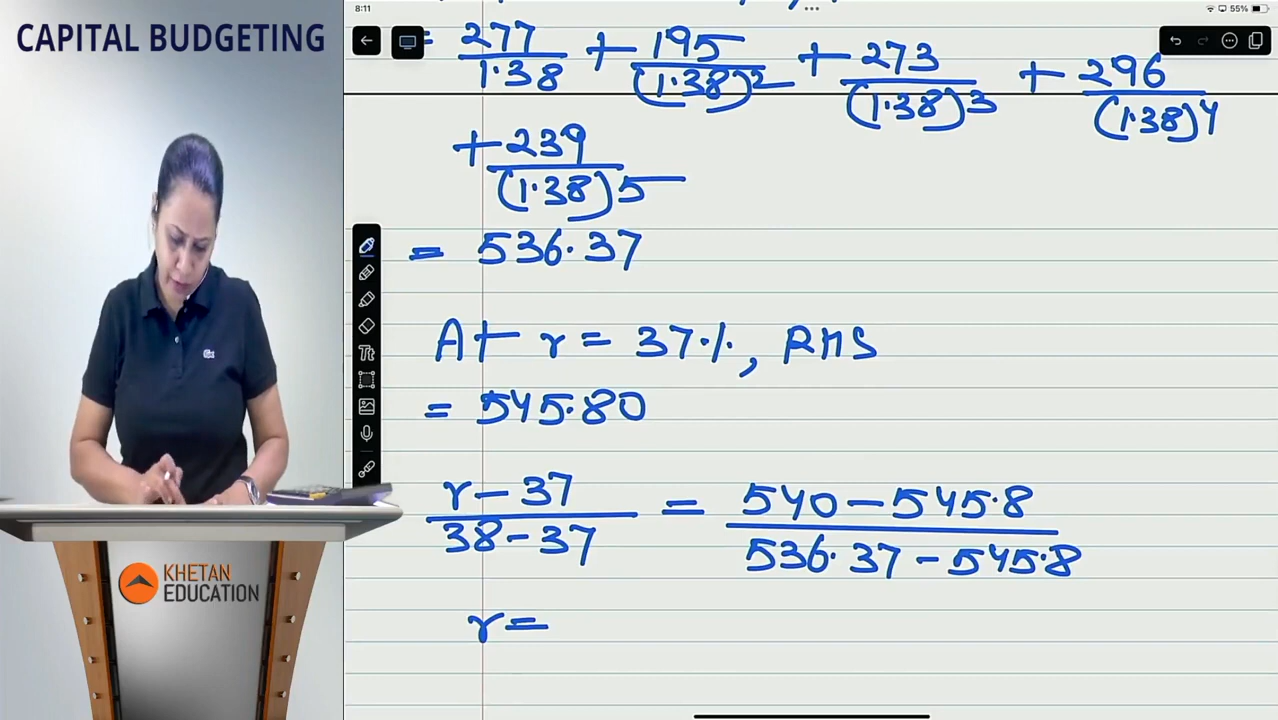 8:11
55%
CAPITAL BUDGETING
= 277/1.38 + 195/(1.38)2 + 273/(1.38)3 + 296/(1.38)4
+ 239/(1.38)5
= 536.37
At r = 37%, RHS
= 545.80
r - 37 / 38 - 37 = 540 - 545.8 / 536.37 - 545.8
r =
Tt
KHETAN
EDUCATION